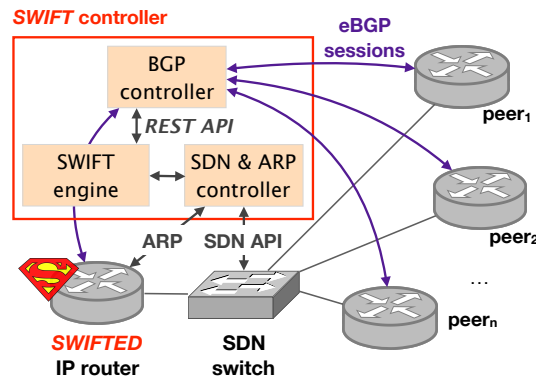 SWIFT controller
eBGP
sessions
BGP
controller
REST API
peer1
SWIFT
engine
SDN & ARP
controller
peer2
ARP
SDN API
S
...
peern
SWIFTED
IP router
SDN
switch